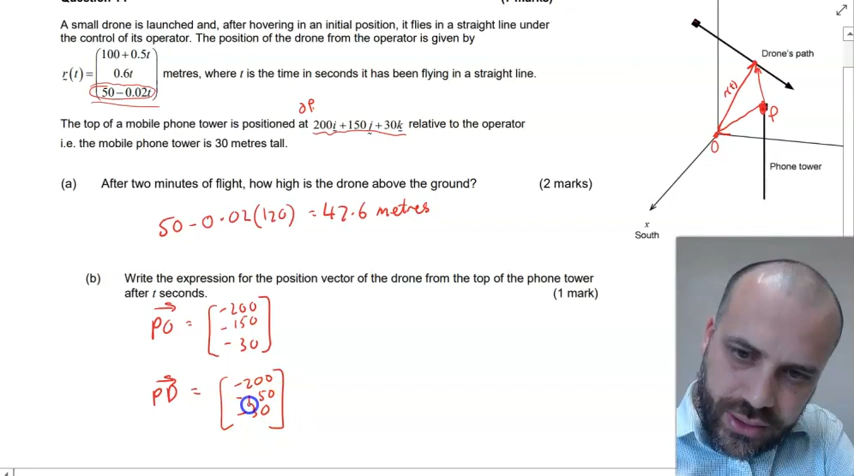 A small drone is launched and, after hovering in an initial position, it flies in a straight line under
the control of its operator. The position of the drone from the operator is given by
r(t) = (100 + 0.5t
0.6t
50 − 0.02t) metres, where t is the time in seconds it has been flying in a straight line.
OP
The top of a mobile phone tower is positioned at 200i + 150j + 30k relative to the operator
i.e. the mobile phone tower is 30 metres tall.
(a) After two minutes of flight, how high is the drone above the ground? (2 marks)
50 - 0.02(120) = 47.6 metres
(b) Write the expression for the position vector of the drone from the top of the phone tower
after t seconds. (1 mark)
PO = [-200
-150
-30]
PD = [-200
50
30]
Drone's path
r(t)
P
O
Phone tower
x
South